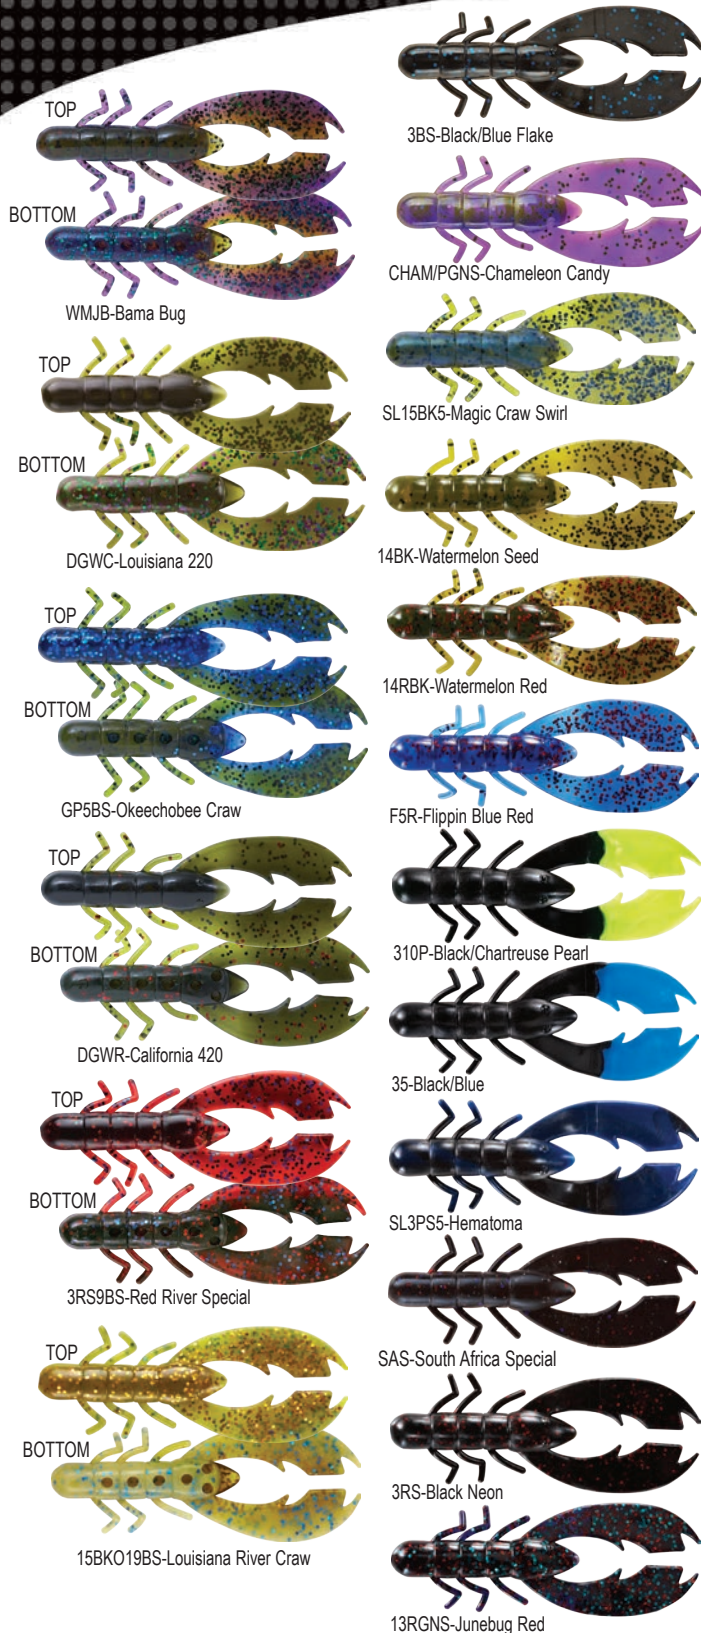 TOP
BOTTOM
WMJB-Bama Bug
TOP
BOTTOM
DGWC-Louisiana 220
TOP
BOTTOM
GP5BS-Okeechobee Craw
TOP
BOTTOM
DGWR-California 420
TOP
BOTTOM
3RS9BS-Red River Special
TOP
BOTTOM
15BKO19BS-Louisiana River Craw
3BS-Black/Blue Flake
CHAM/PGNS-Chameleon Candy
SL15BK5-Magic Craw Swirl
14BK-Watermelon Seed
14RBK-Watermelon Red
F5R-Flippin Blue Red
310P-Black/Chartreuse Pearl
35-Black/Blue
SL3PS5-Hematoma
SAS-South Africa Special
3RS-Black Neon
13RGNS-Junebug Red